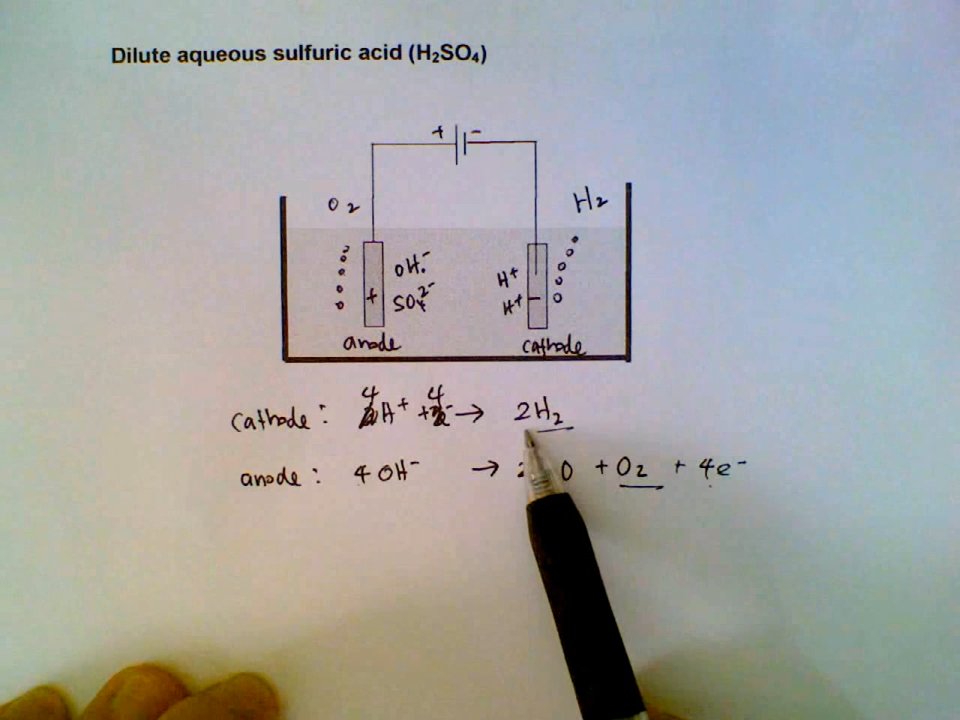 Dilute aqueous sulfuric acid (H₂SO₄)
+ -
O₂ H₂
OH⁻ H⁺
+ SO₄²⁻ H⁺ -
anode cathode
cathode: 4H⁺ + 4e⁻ → 2H₂
anode: 4OH⁻ → O + O₂ + 4e⁻